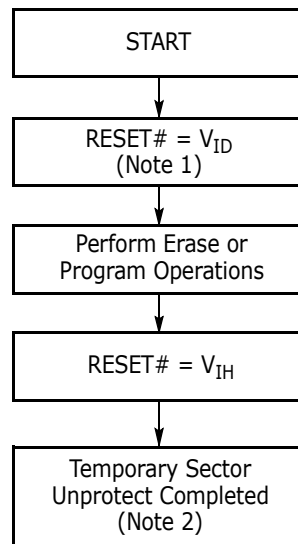 START
RESET# = V_ID
(Note 1)
Perform Erase or
Program Operations
RESET# = V_IH
Temporary Sector
Unprotect Completed
(Note 2)